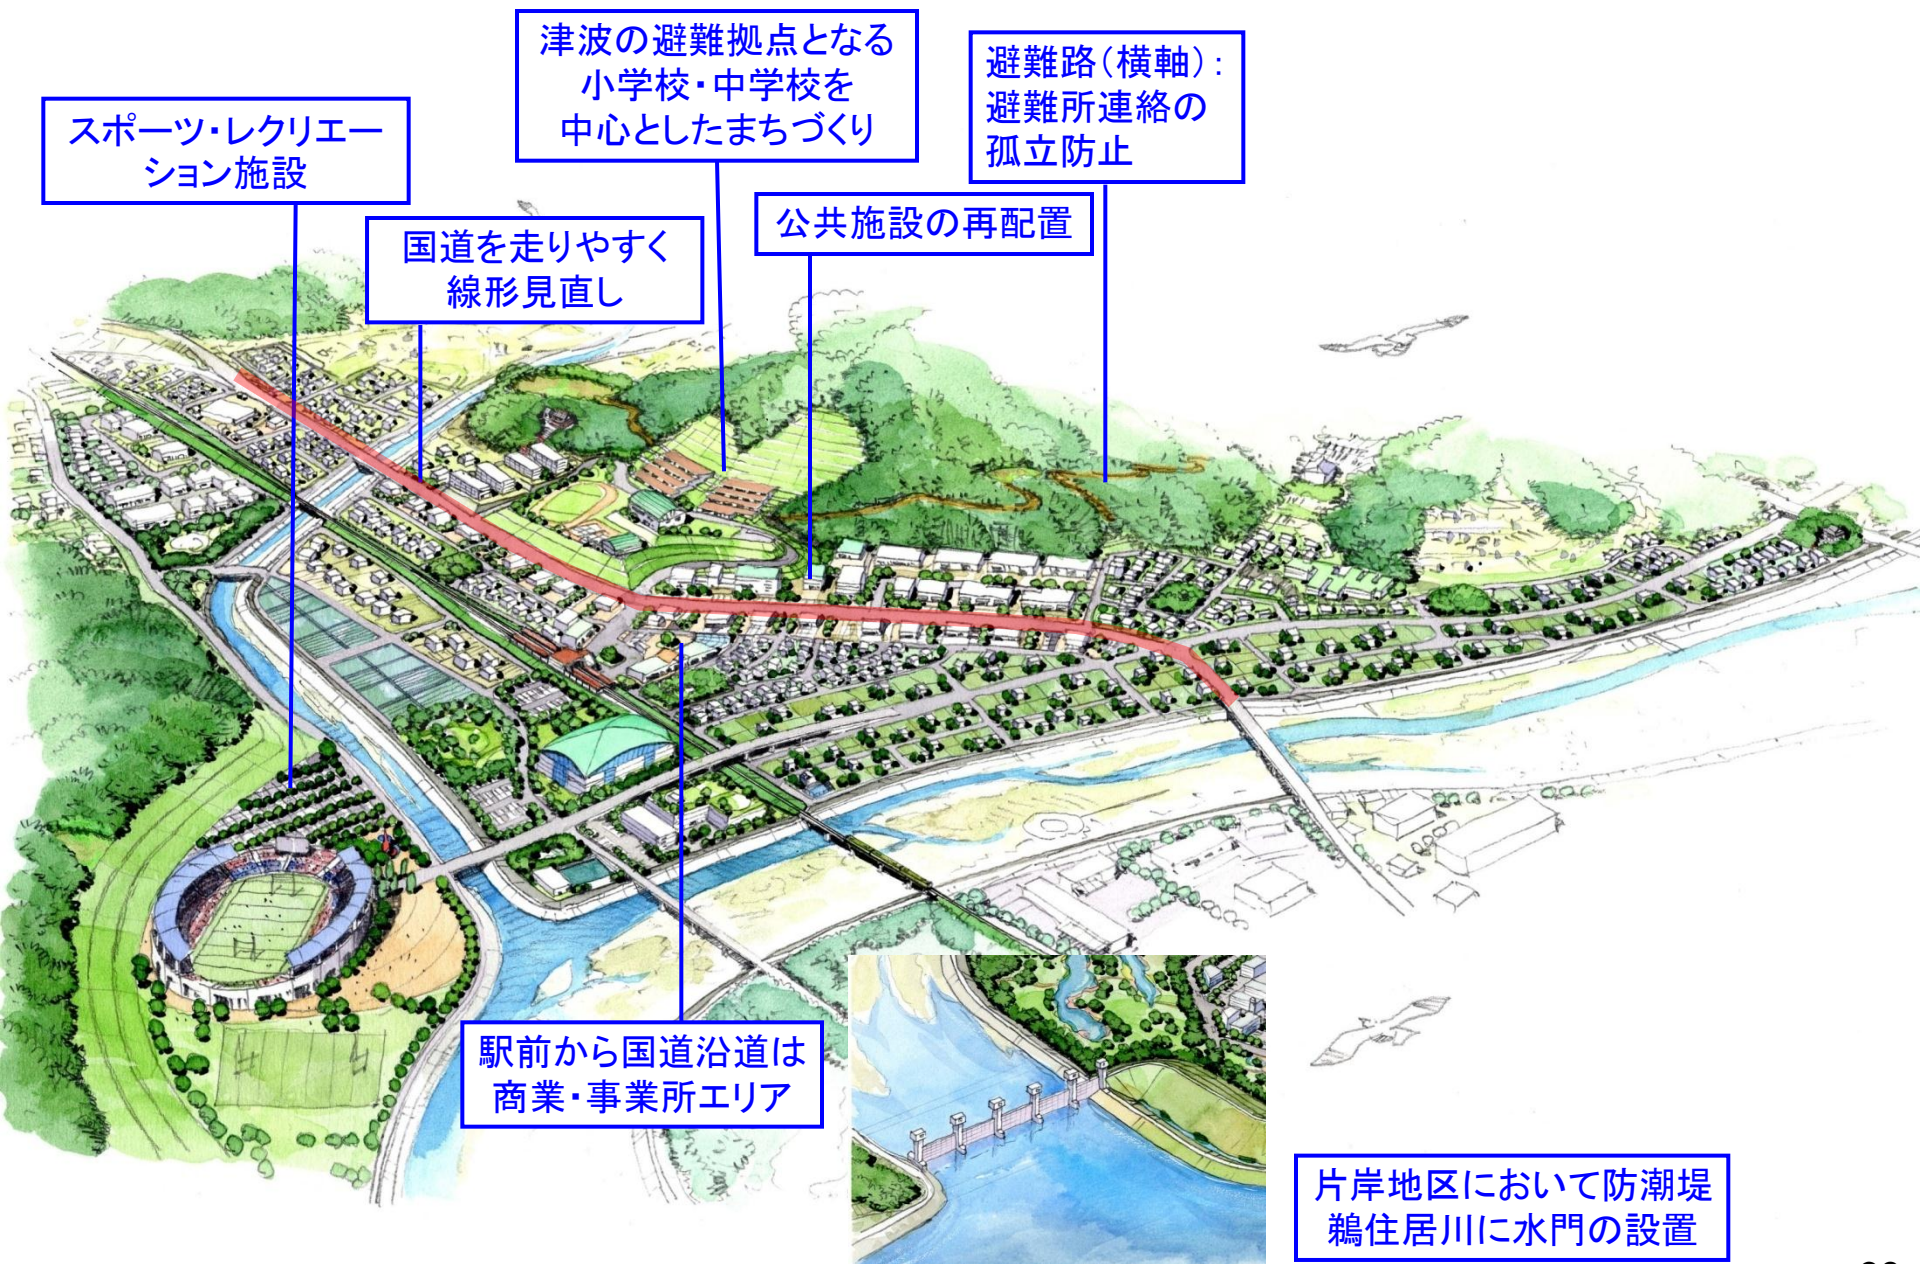 津波の避難拠点となる
小学校・中学校を
中心としたまちづくり
避難路(横軸):
避難所連絡の
孤立防止
スポーツ・レクリエー
ション施設
国道を走りやすく
線形見直し
公共施設の再配置
駅前から国道沿道は
商業・事業所エリア
片岸地区において防潮堤
鵜住居川に水門の設置